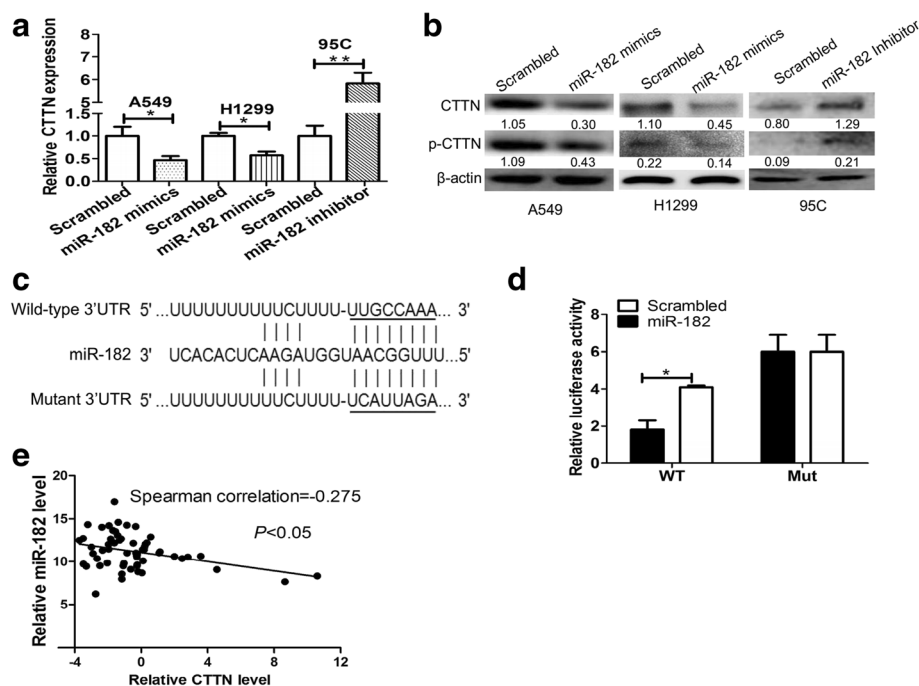 a
Relative CTTN expression
8
6
4
2
1.5
1.0
0.5
0.0
A549
*
H1299
*
95C
**
Scrambled
miR-182 mimics
Scrambled
miR-182 mimics
Scrambled
miR-182 inhibitor
b
Scrambled
miR-182 mimics
Scrambled
miR-182 mimics
Scrambled
miR-182 Inhibitor
CTTN
1.05 0.30 1.10 0.45 0.80 1.29
p-CTTN
1.09 0.43 0.22 0.14 0.09 0.21
β-actin
A549 H1299 95C
c
Wild-type 3'UTR 5' ...UUUUUUUUUUUCUUUU-UUGCCAAA... 3'
miR-182 3' UCACACUCAAGAUGGUAACGGUUU...5'
Mutant 3'UTR 5' ...UUUUUUUUUUUCUUUU-UCAUUAGA... 3'
d
Scrambled
miR-182
Relative luciferase activity
8
6
4
2
0
*
WT Mut
e
Relative miR-182 level
20
15
10
5
Spearman correlation=-0.275
P<0.05
-4 0 4 8 12
Relative CTTN level